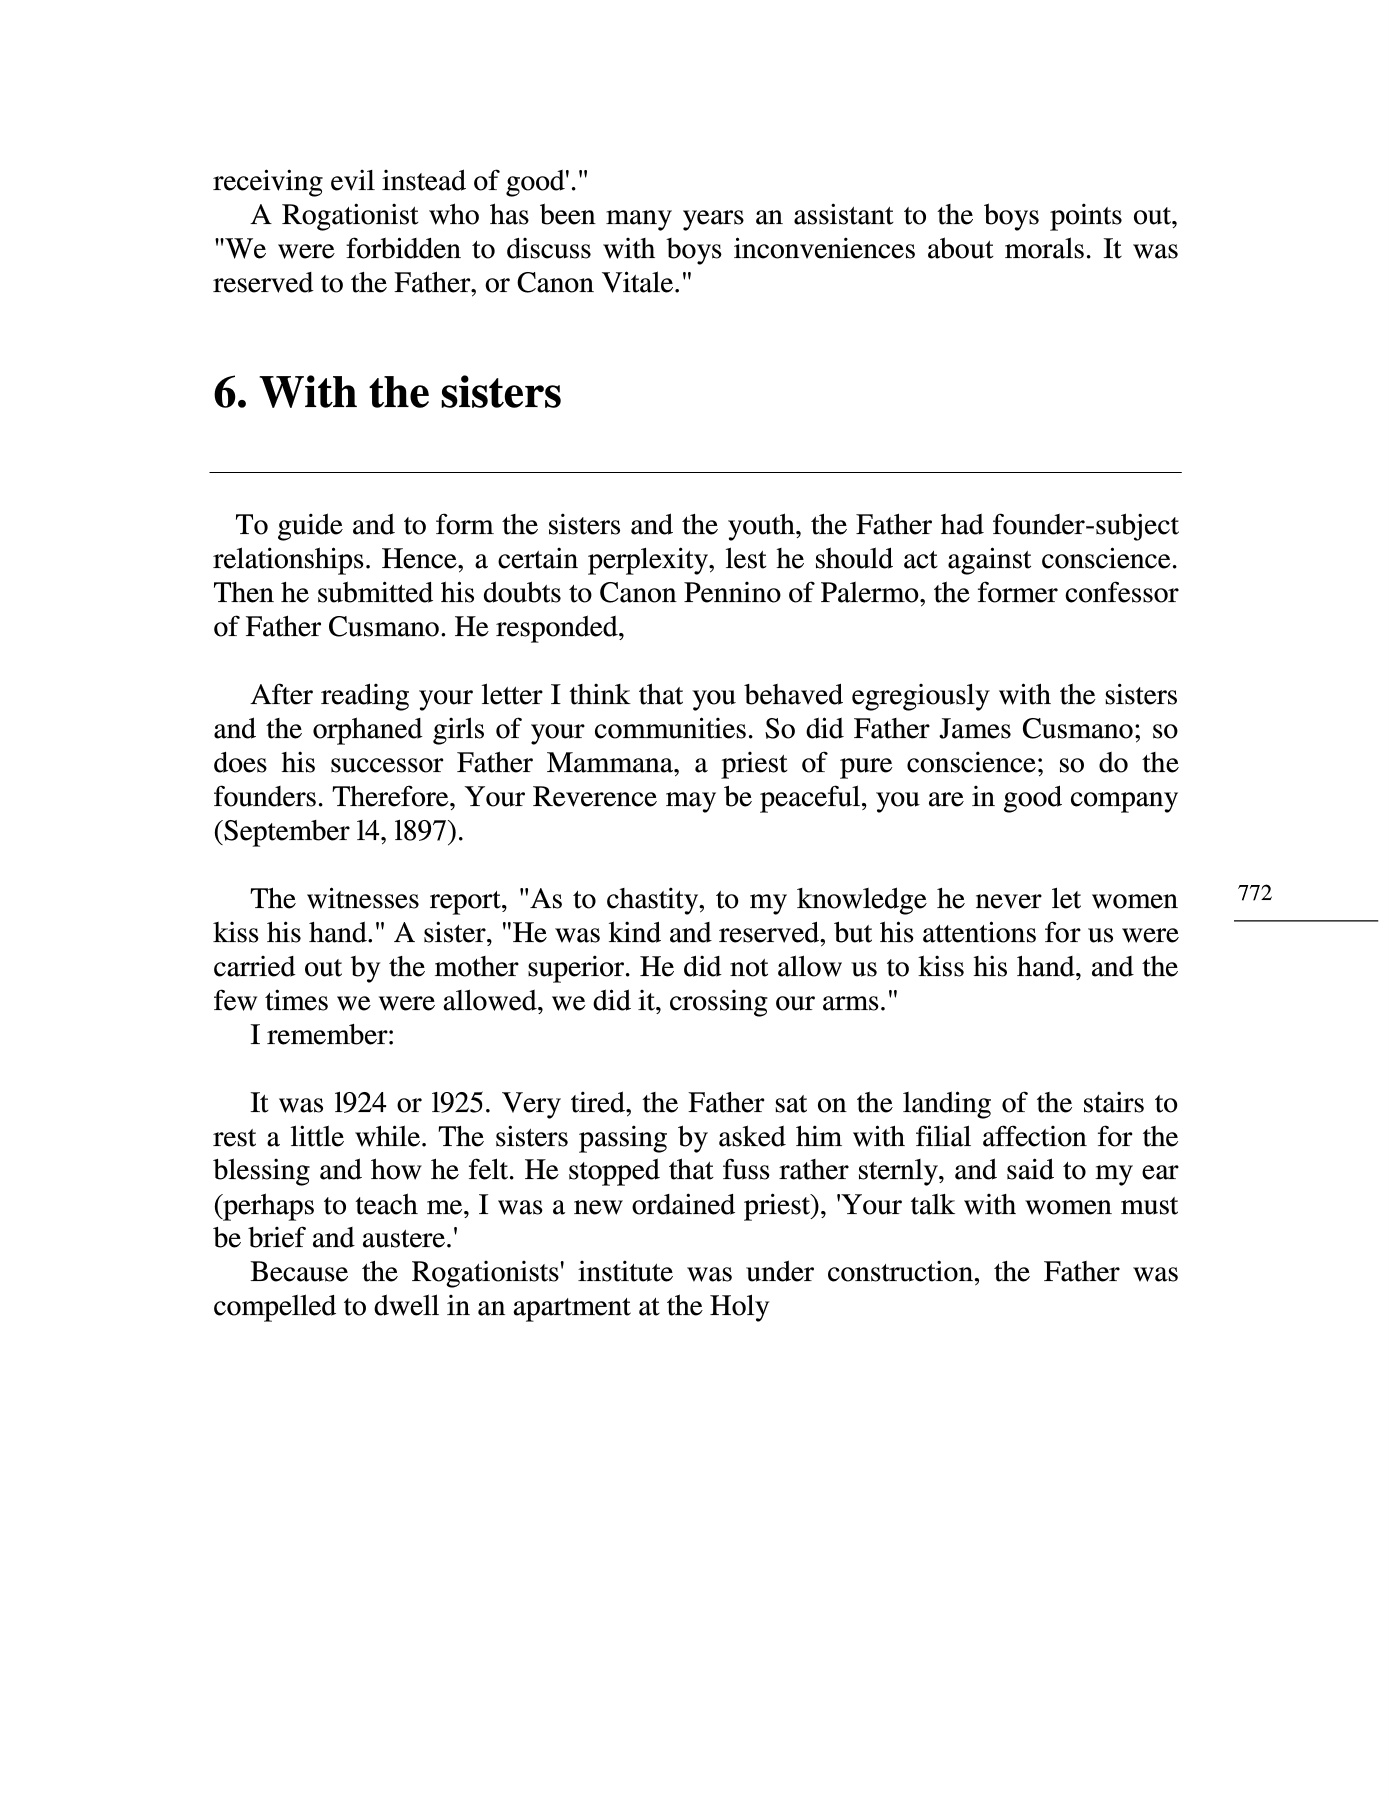 receiving evil instead of good'."
A Rogationist who has been many years an assistant to the boys points out,
"We were forbidden to discuss with boys inconveniences about morals. It was
reserved to the Father, or Canon Vitale."
6. With the sisters
To guide and to form the sisters and the youth, the Father had founder-subject
relationships. Hence, a certain perplexity, lest he should act against conscience.
Then he submitted his doubts to Canon Pennino of Palermo, the former confessor
of Father Cusmano. He responded,
After reading your letter I think that you behaved egregiously with the sisters
and the orphaned girls of your communities. So did Father James Cusmano; so
does his successor Father Mammana, a priest of pure conscience; so do the
founders. Therefore, Your Reverence may be peaceful, you are in good company
(September l4, l897).
The witnesses report, "As to chastity, to my knowledge he never let women
kiss his hand." A sister, "He was kind and reserved, but his attentions for us were
carried out by the mother superior. He did not allow us to kiss his hand, and the
few times we were allowed, we did it, crossing our arms."
I remember:
It was l924 or l925. Very tired, the Father sat on the landing of the stairs to
rest a little while. The sisters passing by asked him with filial affection for the
blessing and how he felt. He stopped that fuss rather sternly, and said to my ear
(perhaps to teach me, I was a new ordained priest), 'Your talk with women must
be brief and austere.'
Because the Rogationists' institute was under construction, the Father was
compelled to dwell in an apartment at the Holy
772